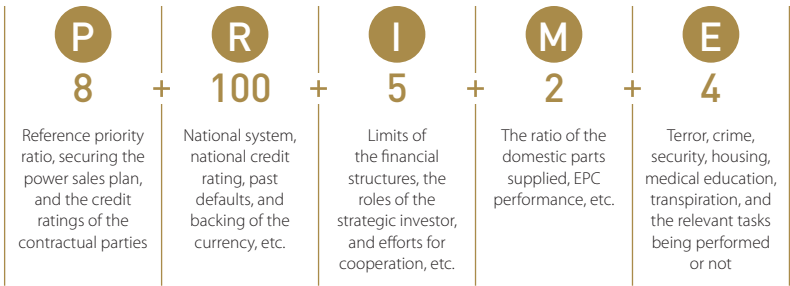 P R I M E
8 + 100 + 5 + 2 + 4
Reference priority
ratio, securing the
power sales plan,
and the credit
ratings of the
contractual parties
National system,
national credit
rating, past
defaults, and
backing of the
currency, etc.
Limits of
the financial
structures, the
roles of the
strategic investor,
and efforts for
cooperation, etc.
The ratio of the
domestic parts
supplied, EPC
performance, etc.
Terror, crime,
security, housing,
medical education,
transpiration, and
the relevant tasks
being performed
or not